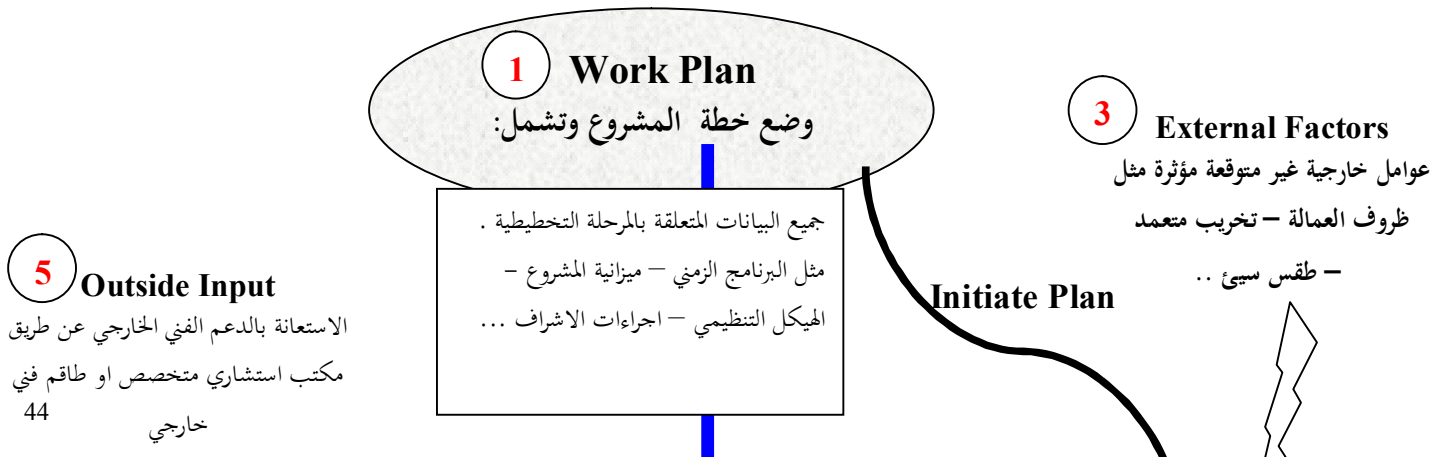 1 Work Plan
وضع خطة المشروع وتشمل:
جميع البيانات المتعلقة بالمرحلة التخطيطية .
مثل البرنامج الزمني – ميزانية المشروع -
الهيكل التنظيمي – اجراءات الاشراف ...
3 External Factors
عوامل خارجية غير متوقعة مؤثرة مثل
ظروف العمالة – تخريب متعمد
– طقس سيئ ..
Initiate Plan
5 Outside Input
الاستعانة بالدعم الفني الخارجي عن طريق
مكتب استشاري متخصص او طاقم فني
خارجي
44